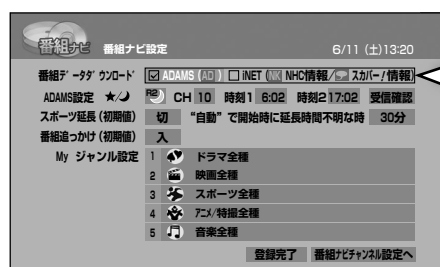 番組ナビ 番組ナビ設定 6/11 (土)13:20
番組データダウンロード ☑ ADAMS (AD) ☐ iNET (NK NHC情報/スカパー!情報)
ADAMS設定 ★/ R2 CH 10 時刻1 6:02 時刻2 17:02 受信確認
スポーツ延長 (初期値) 切 “自動”で開始時に延長時間不明な時 30分
番組追っかけ (初期値) 入
My ジャンル設定 1 ドラマ全種
2 映画全種
3 スポーツ全種
4 アニメ/特撮全種
5 音楽全種
登録完了 番組ナビチャンネル設定へ